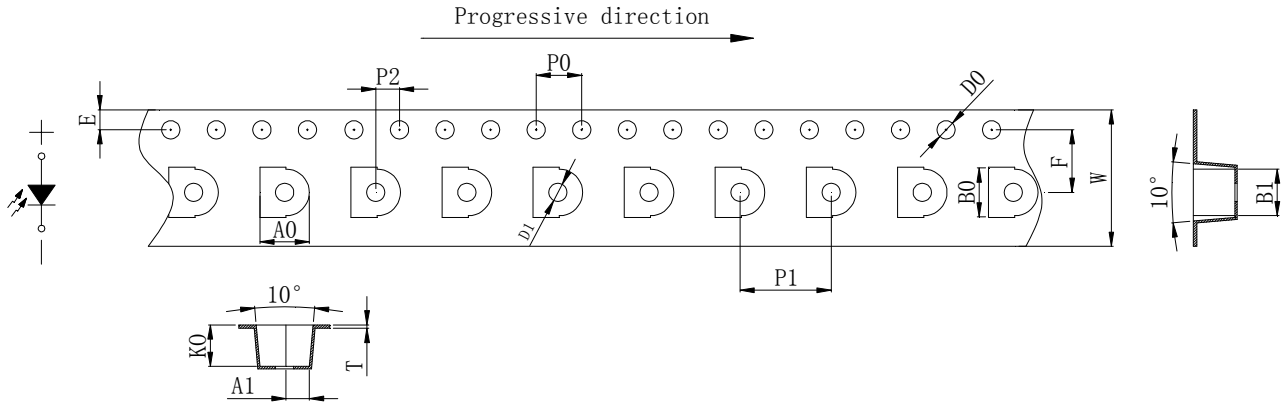 Progressive direction
P2
P0
D0
E
F
W
A0
D1
B0
P1
10°
B1
10°
K0
T
A1